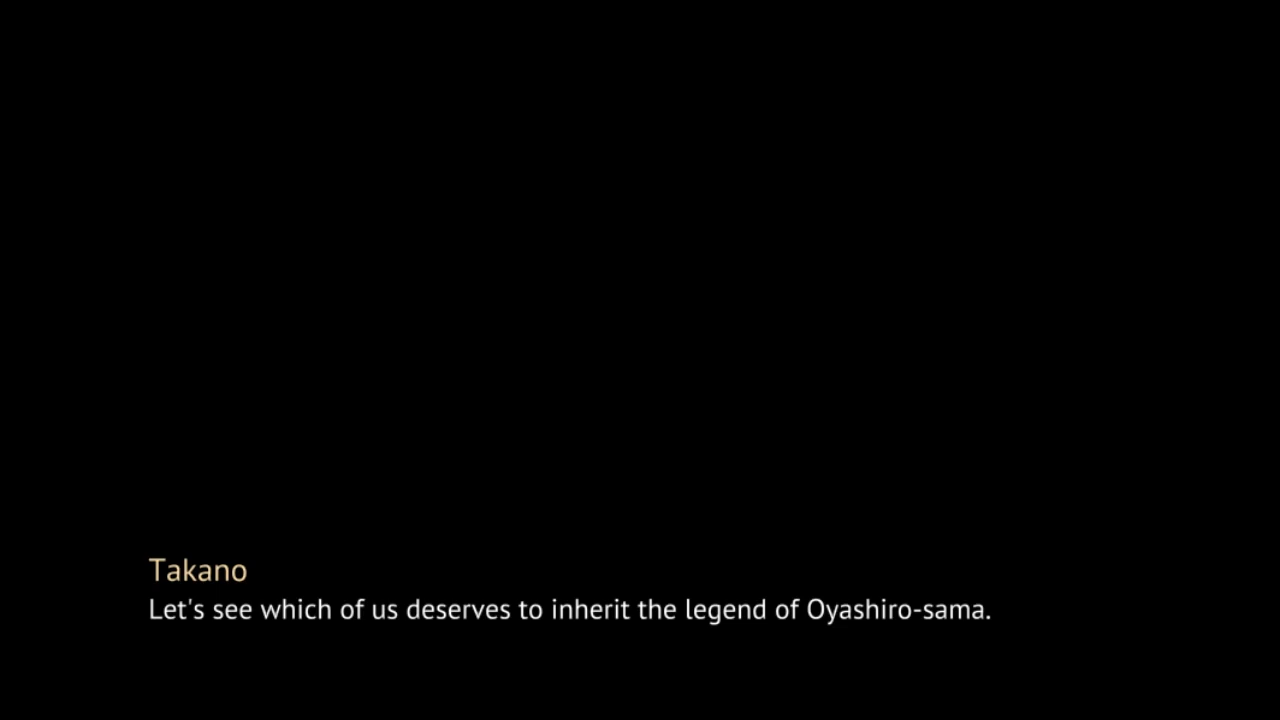 Takano
Let's see which of us deserves to inherit the legend of Oyashiro-sama.